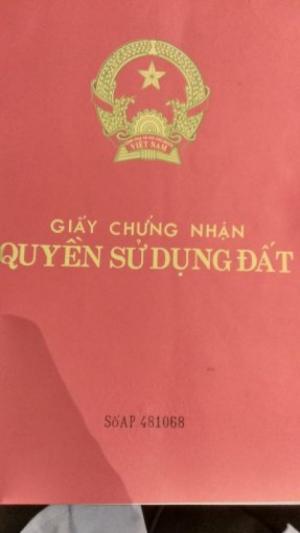 VIỆT NAM
GIẤY CHỨNG NHẬN
QUYỀN SỬ DỤNG ĐẤT
Số AP 481068